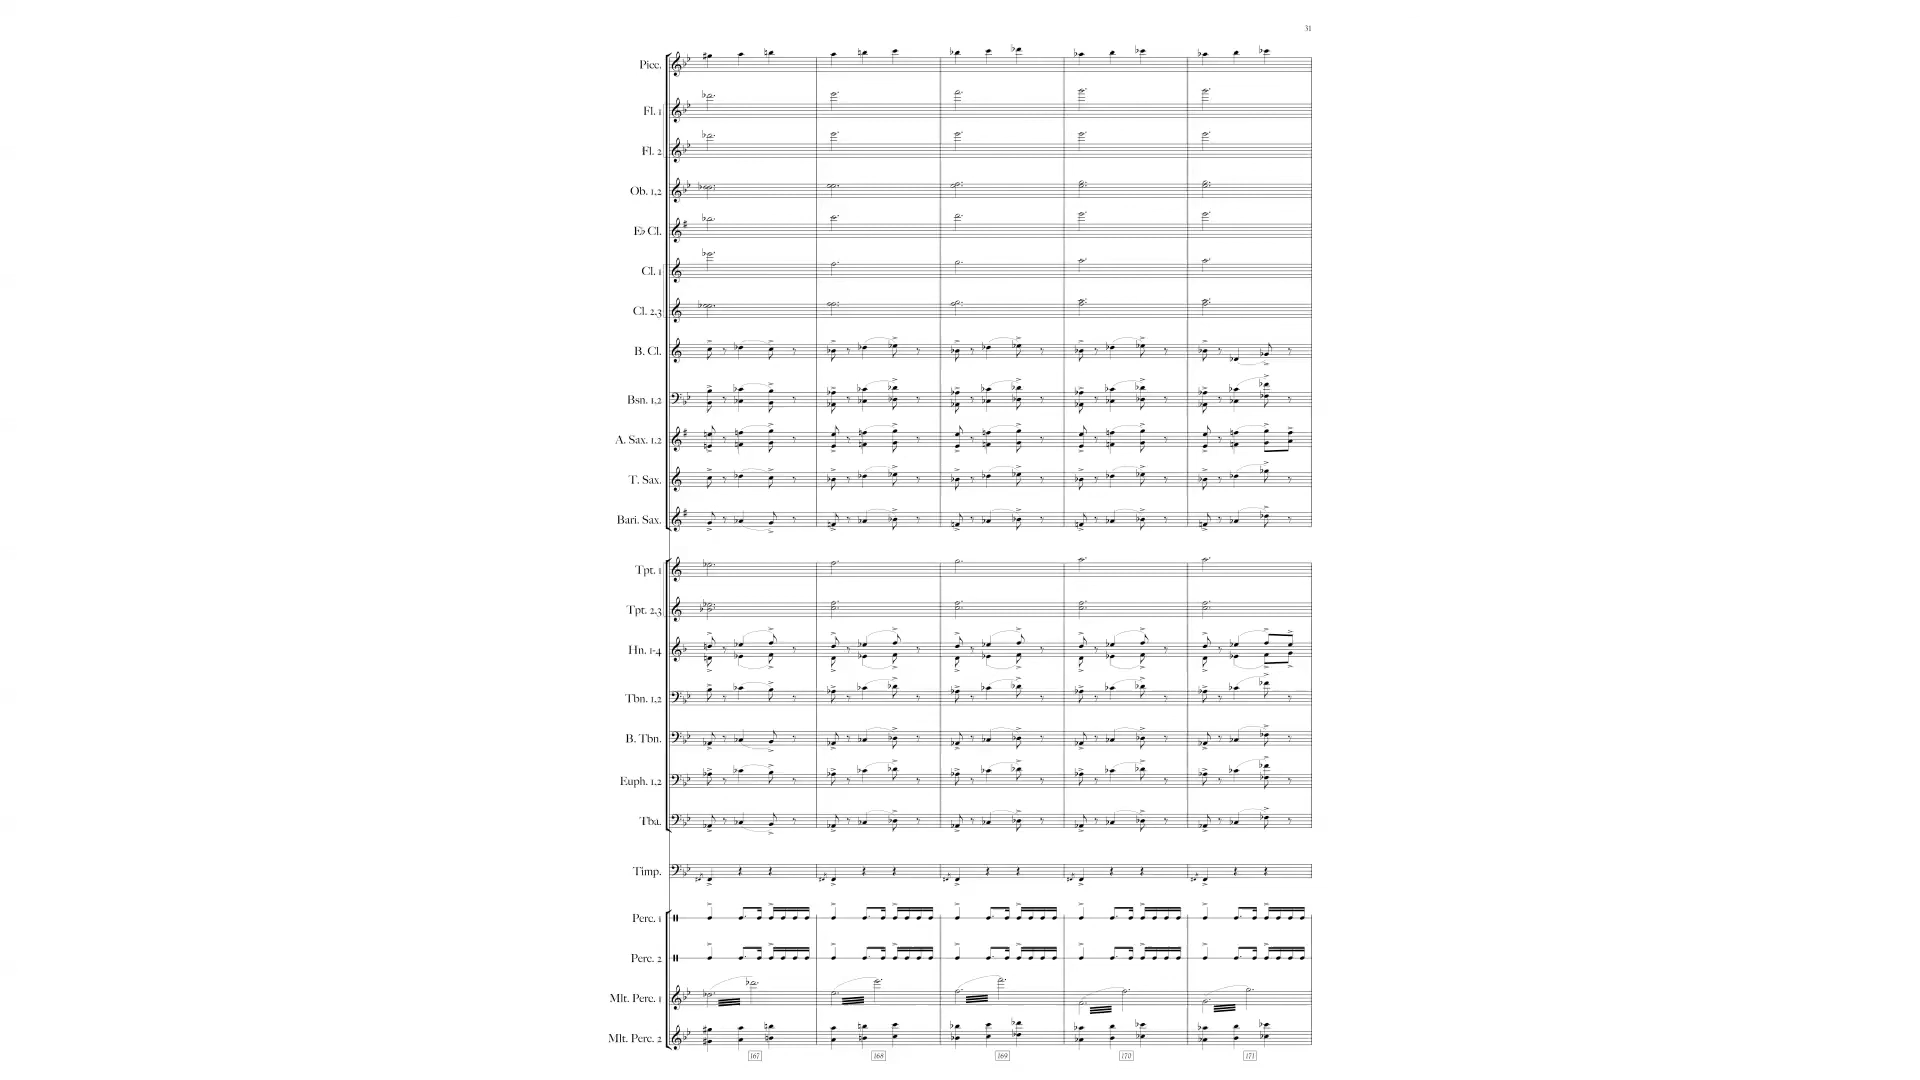 31
Picc.
Fl. 1
Fl. 2
Ob. 1,2
E♭ Cl.
Cl. 1
Cl. 2,3
B. Cl.
Bsn. 1,2
A. Sax. 1,2
T. Sax.
Bari. Sax.
Tpt. 1
Tpt. 2,3
Hn. 1-4
Tbn. 1,2
B. Tbn.
Euph. 1,2
Tba.
Timp.
Perc. 1
Perc. 2
Mlt. Perc. 1
Mlt. Perc. 2
167 168 169 170 171